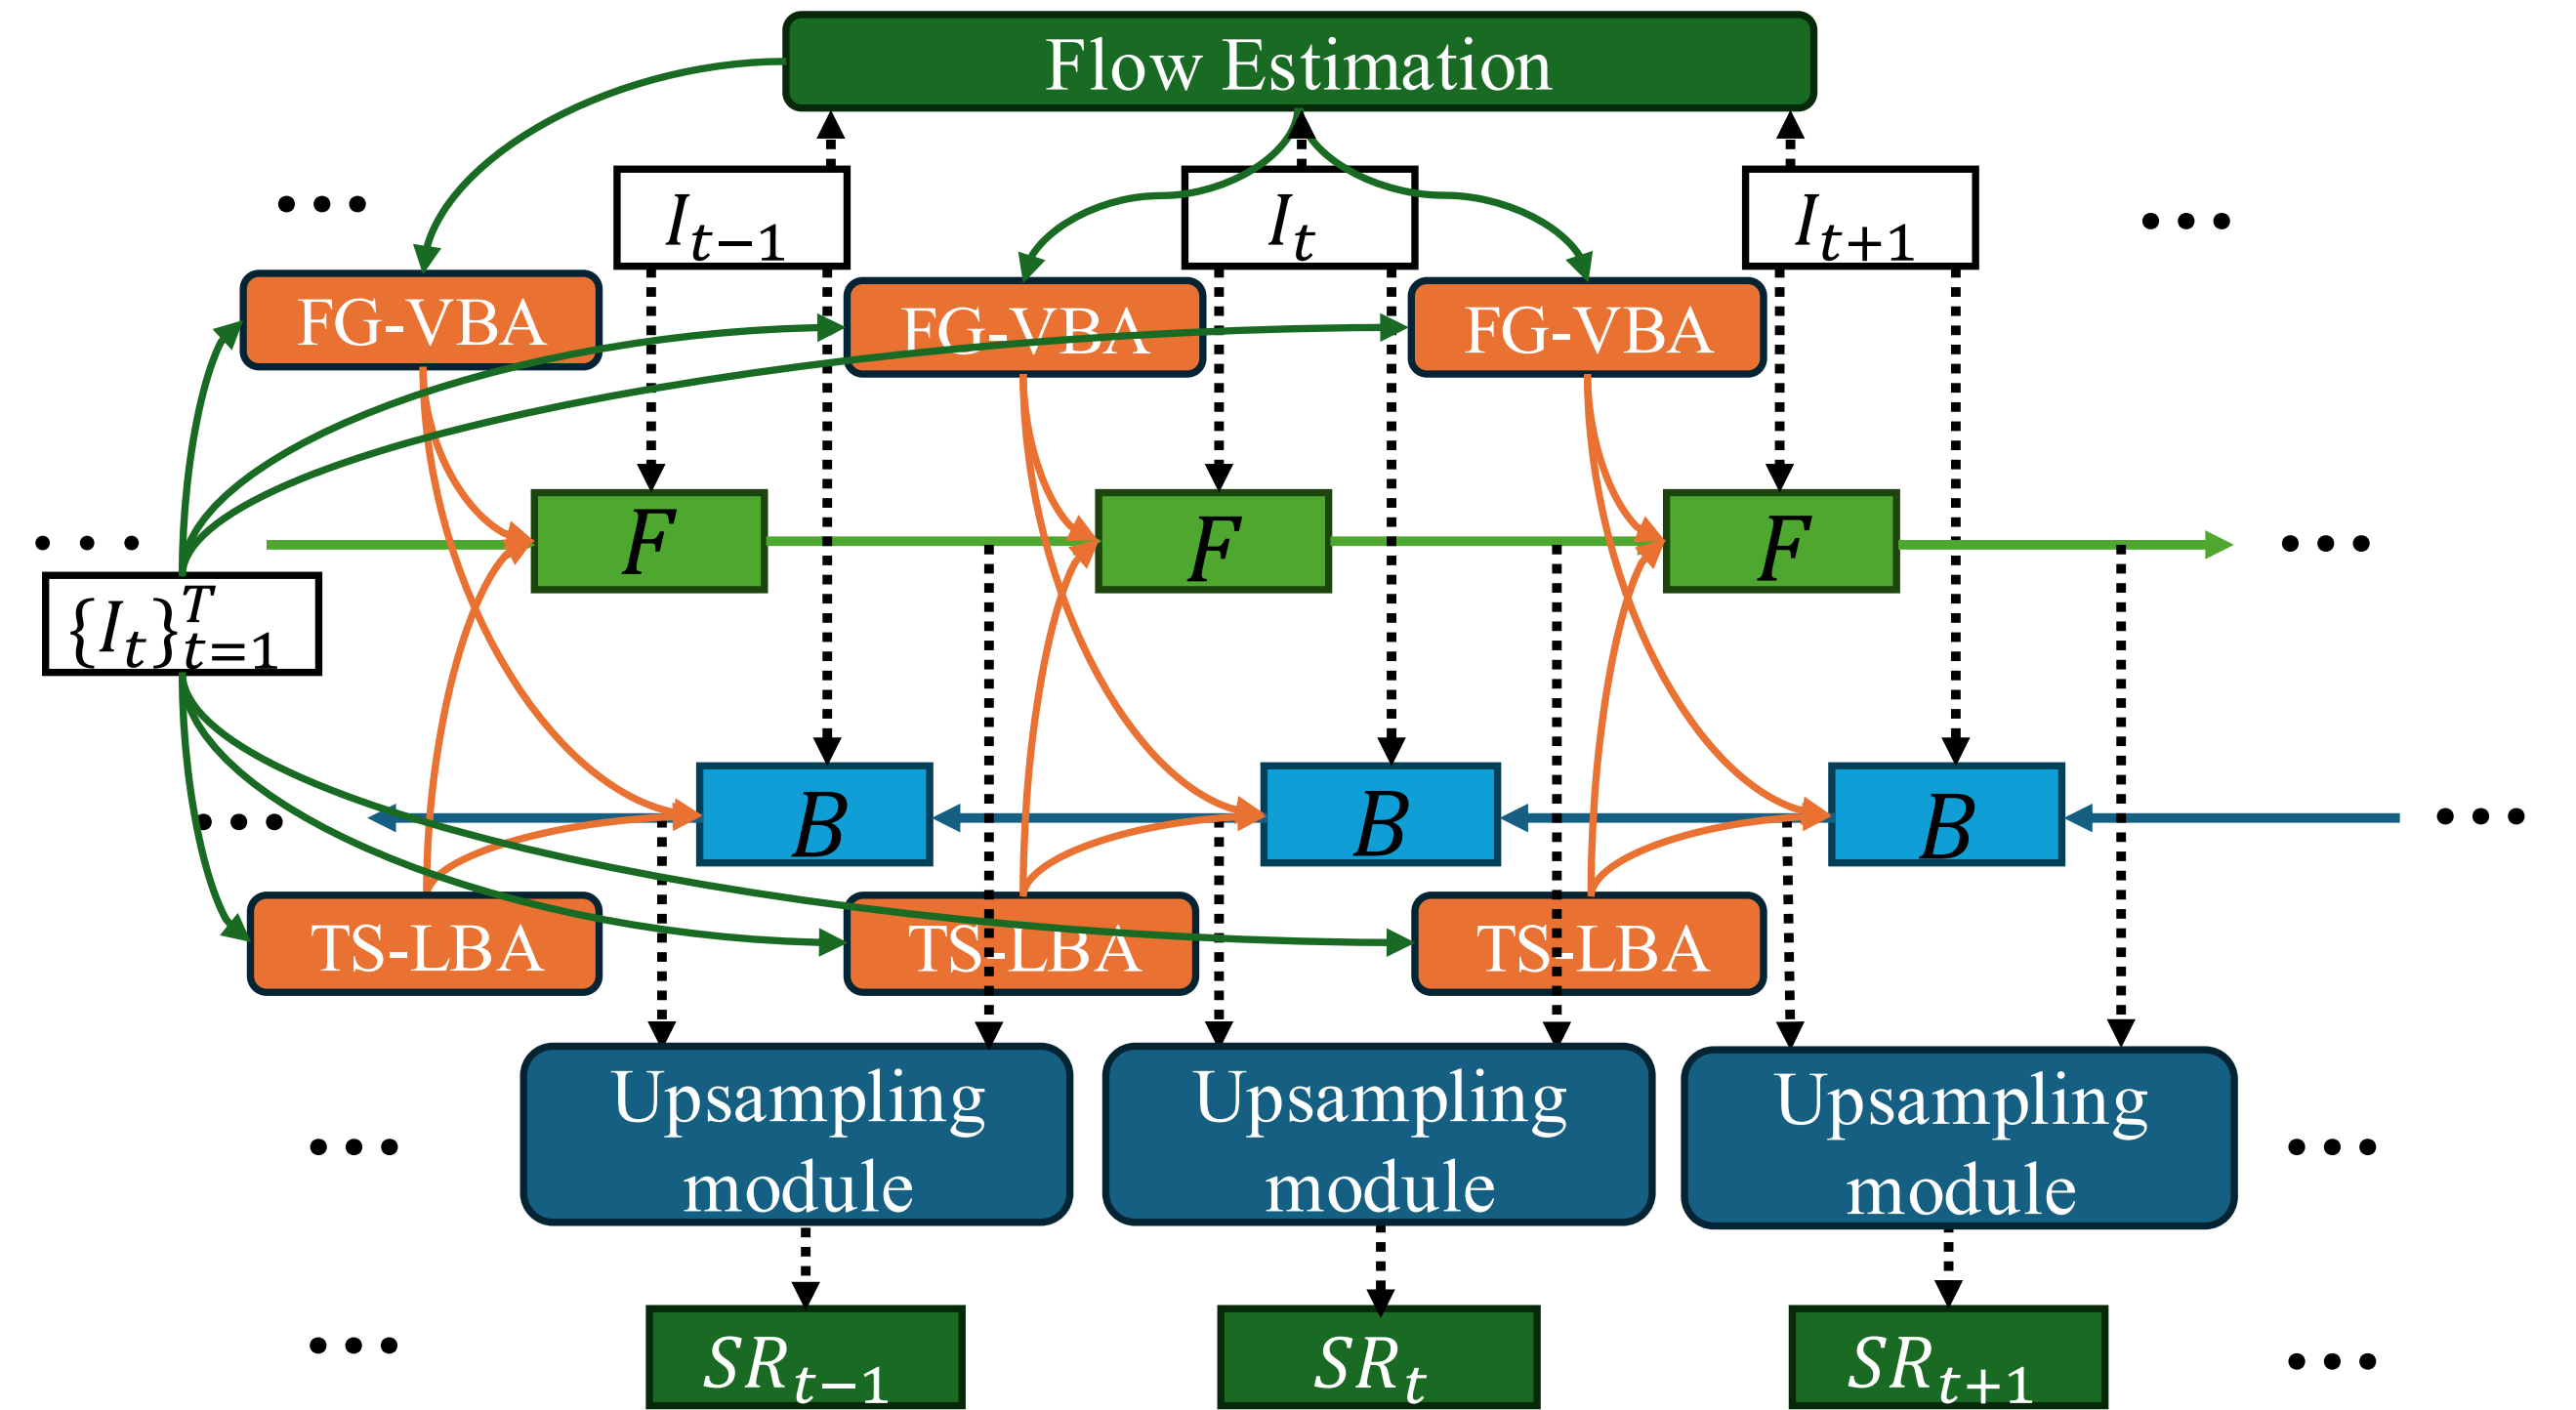 Flow Estimation
I_{t−1}
I_t
I_{t+1}
FG-VBA
FG-VBA
FG-VBA
F
F
F
{I_t}_{t=1}^T
B
B
B
TS-LBA
TS-LBA
TS-LBA
Upsampling
module
Upsampling
module
Upsampling
module
SR_{t−1}
SR_t
SR_{t+1}